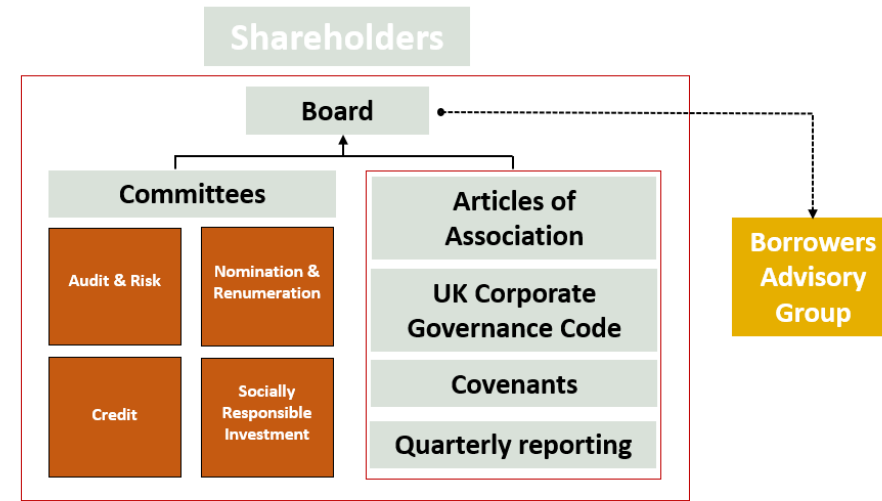 Shareholders
Board
Committees
Audit & Risk
Nomination &
Renumeration
Credit
Socially
Responsible
Investment
Articles of
Association
UK Corporate
Governance Code
Covenants
Quarterly reporting
Borrowers
Advisory
Group